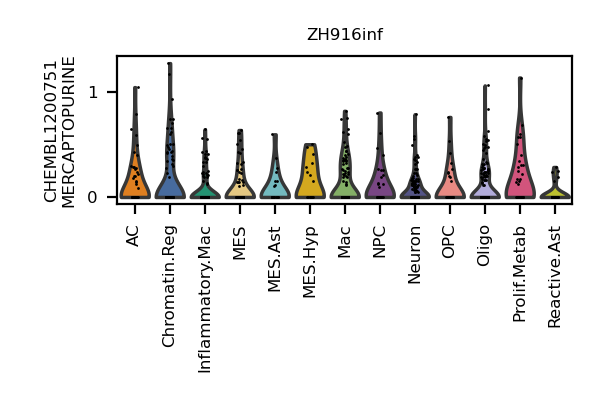 ZH916inf
CHEMBL1200751
MERCAPTOPURINE
1
0
AC
Chromatin.Reg
Inflammatory.Mac
MES
MES.Ast
MES.Hyp
Mac
NPC
Neuron
OPC
Oligo
Prolif.Metab
Reactive.Ast